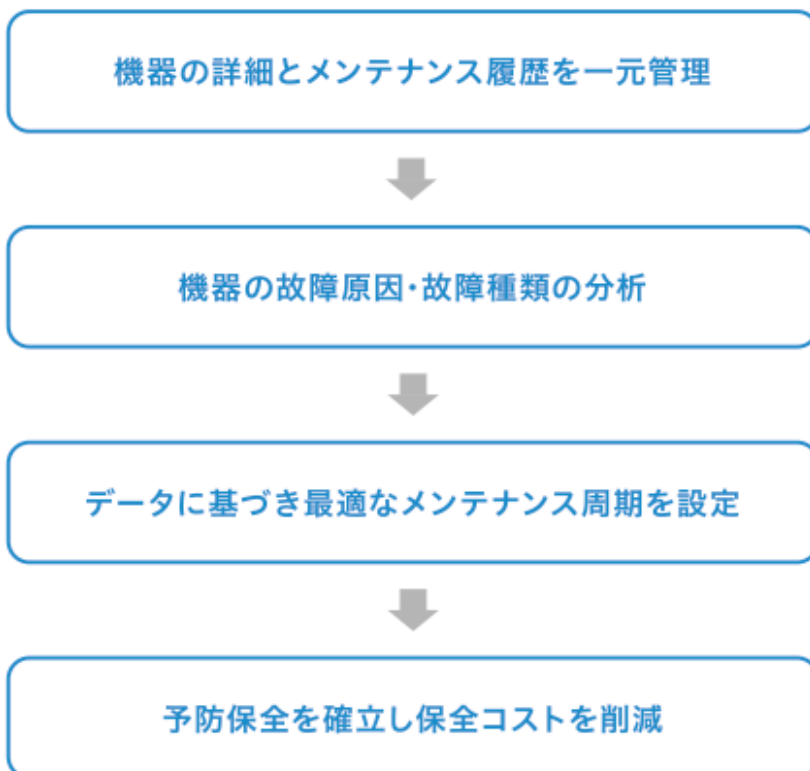 機器の詳細とメンテナンス履歴を一元管理
機器の故障原因・故障種類の分析
データに基づき最適なメンテナンス周期を設定
予防保全を確立し保全コストを削減